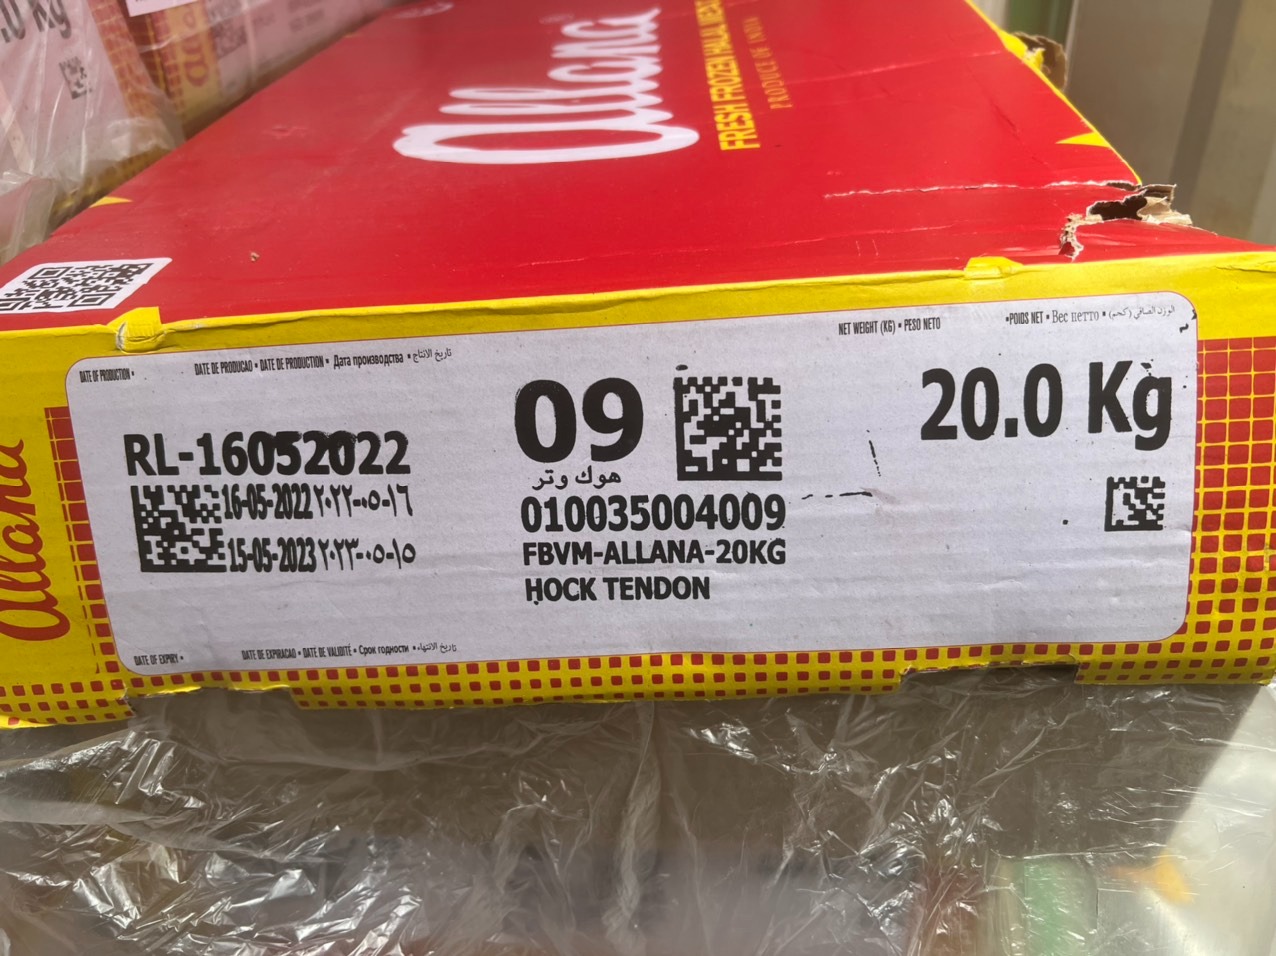 .0 Kg
Allana
FRESH FROZEN HALAL
PRODUCE OF INDIA
DATE OF PRODUCTION •
DATE DE PRODUCAO • DATE DE PRODUCTION • Дата производства • تاريخ الانتاج
NET WEIGHT (KG) • PESO NETO
• POIDS NET • Вес нетто • الوزن الصافي (كجم)
RL-16052022
16-05-2022 ٢٠٢٢-٠٥-١٦
15-05-2023 ٢٠٢٣-٠٥-١٥
09
هوك وتر
010035004009
FBVM-ALLANA-20KG
HOCK TENDON
20.0 Kg
DATE OF EXPIRY •
DATE DE EXPIRACAO • DATE DE VALIDITÉ • Срок годности • تاريخ الانتهاء
Allana